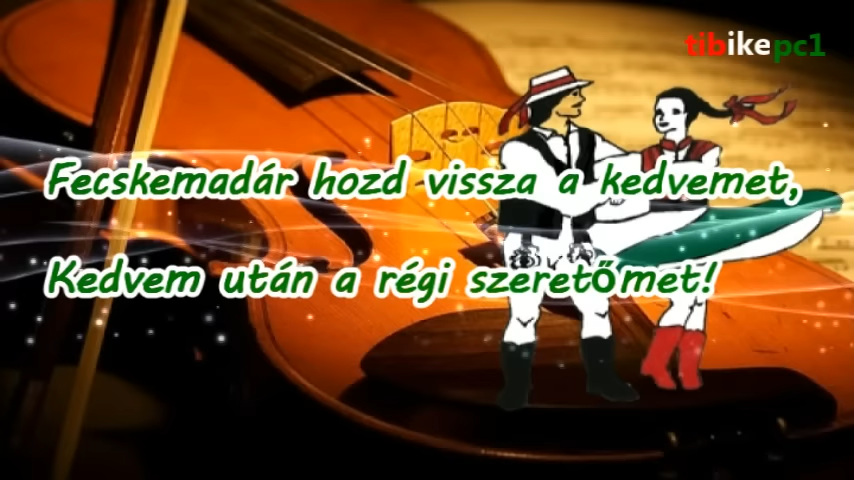 tibikepc1
Fecskemadár hozd vissza a kedvemet,
Kedvem után a régi szeretőmet!